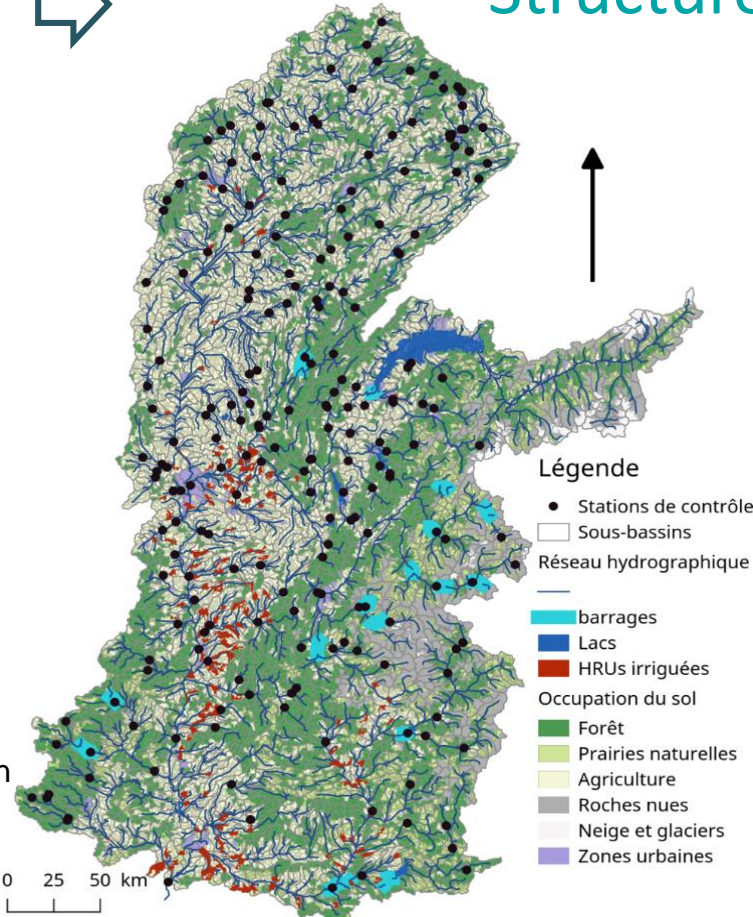 Structure
Légende
Stations de contrôle
Sous-bassins
Réseau hydrographique
barrages
Lacs
HRUs irriguées
Occupation du sol
Forêt
Prairies naturelles
Agriculture
Roches nues
Neige et glaciers
Zones urbaines
0 25 50 km